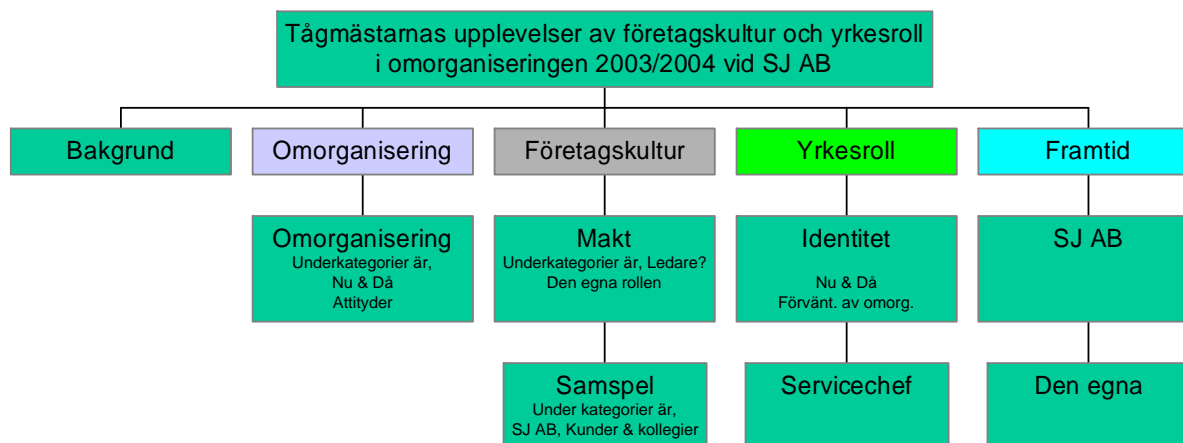 Tågmästarnas upplevelser av företagskultur och yrkesroll
i omorganiseringen 2003/2004 vid SJ AB
Bakgrund
Omorganisering
Företagskultur
Yrkesroll
Framtid
Omorganisering
Underkategorier är,
Nu & Då
Attityder
Makt
Underkategorier är, Ledare?
Den egna rollen
Identitet
Nu & Då
Förvänt. av omorg.
SJ AB
Samspel
Under kategorier är,
SJ AB, Kunder & kollegier
Servicechef
Den egna